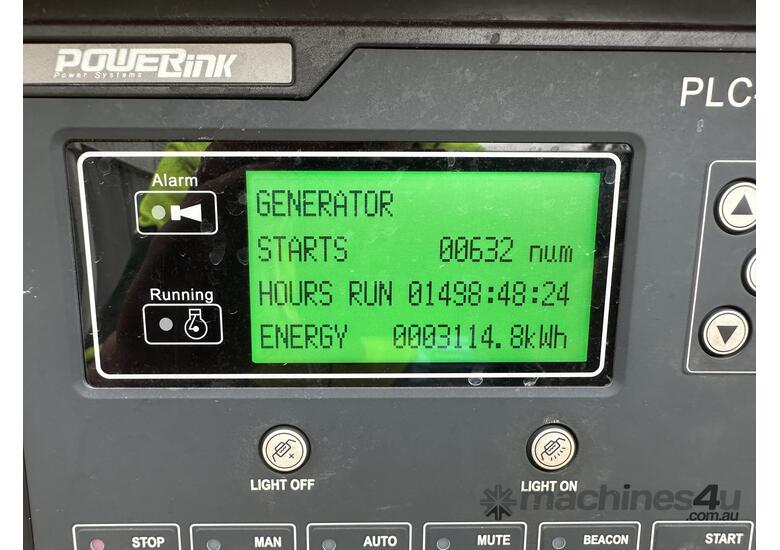 POWERLINK
Power Systems
PLC-
Alarm
Running
GENERATOR
STARTS 00632 num
HOURS RUN 01498:48:24
ENERGY 0003114.8kWh
LIGHT OFF
LIGHT ON
machines4u
.com.au
STOP
MAN
AUTO
MUTE
BEACON
START